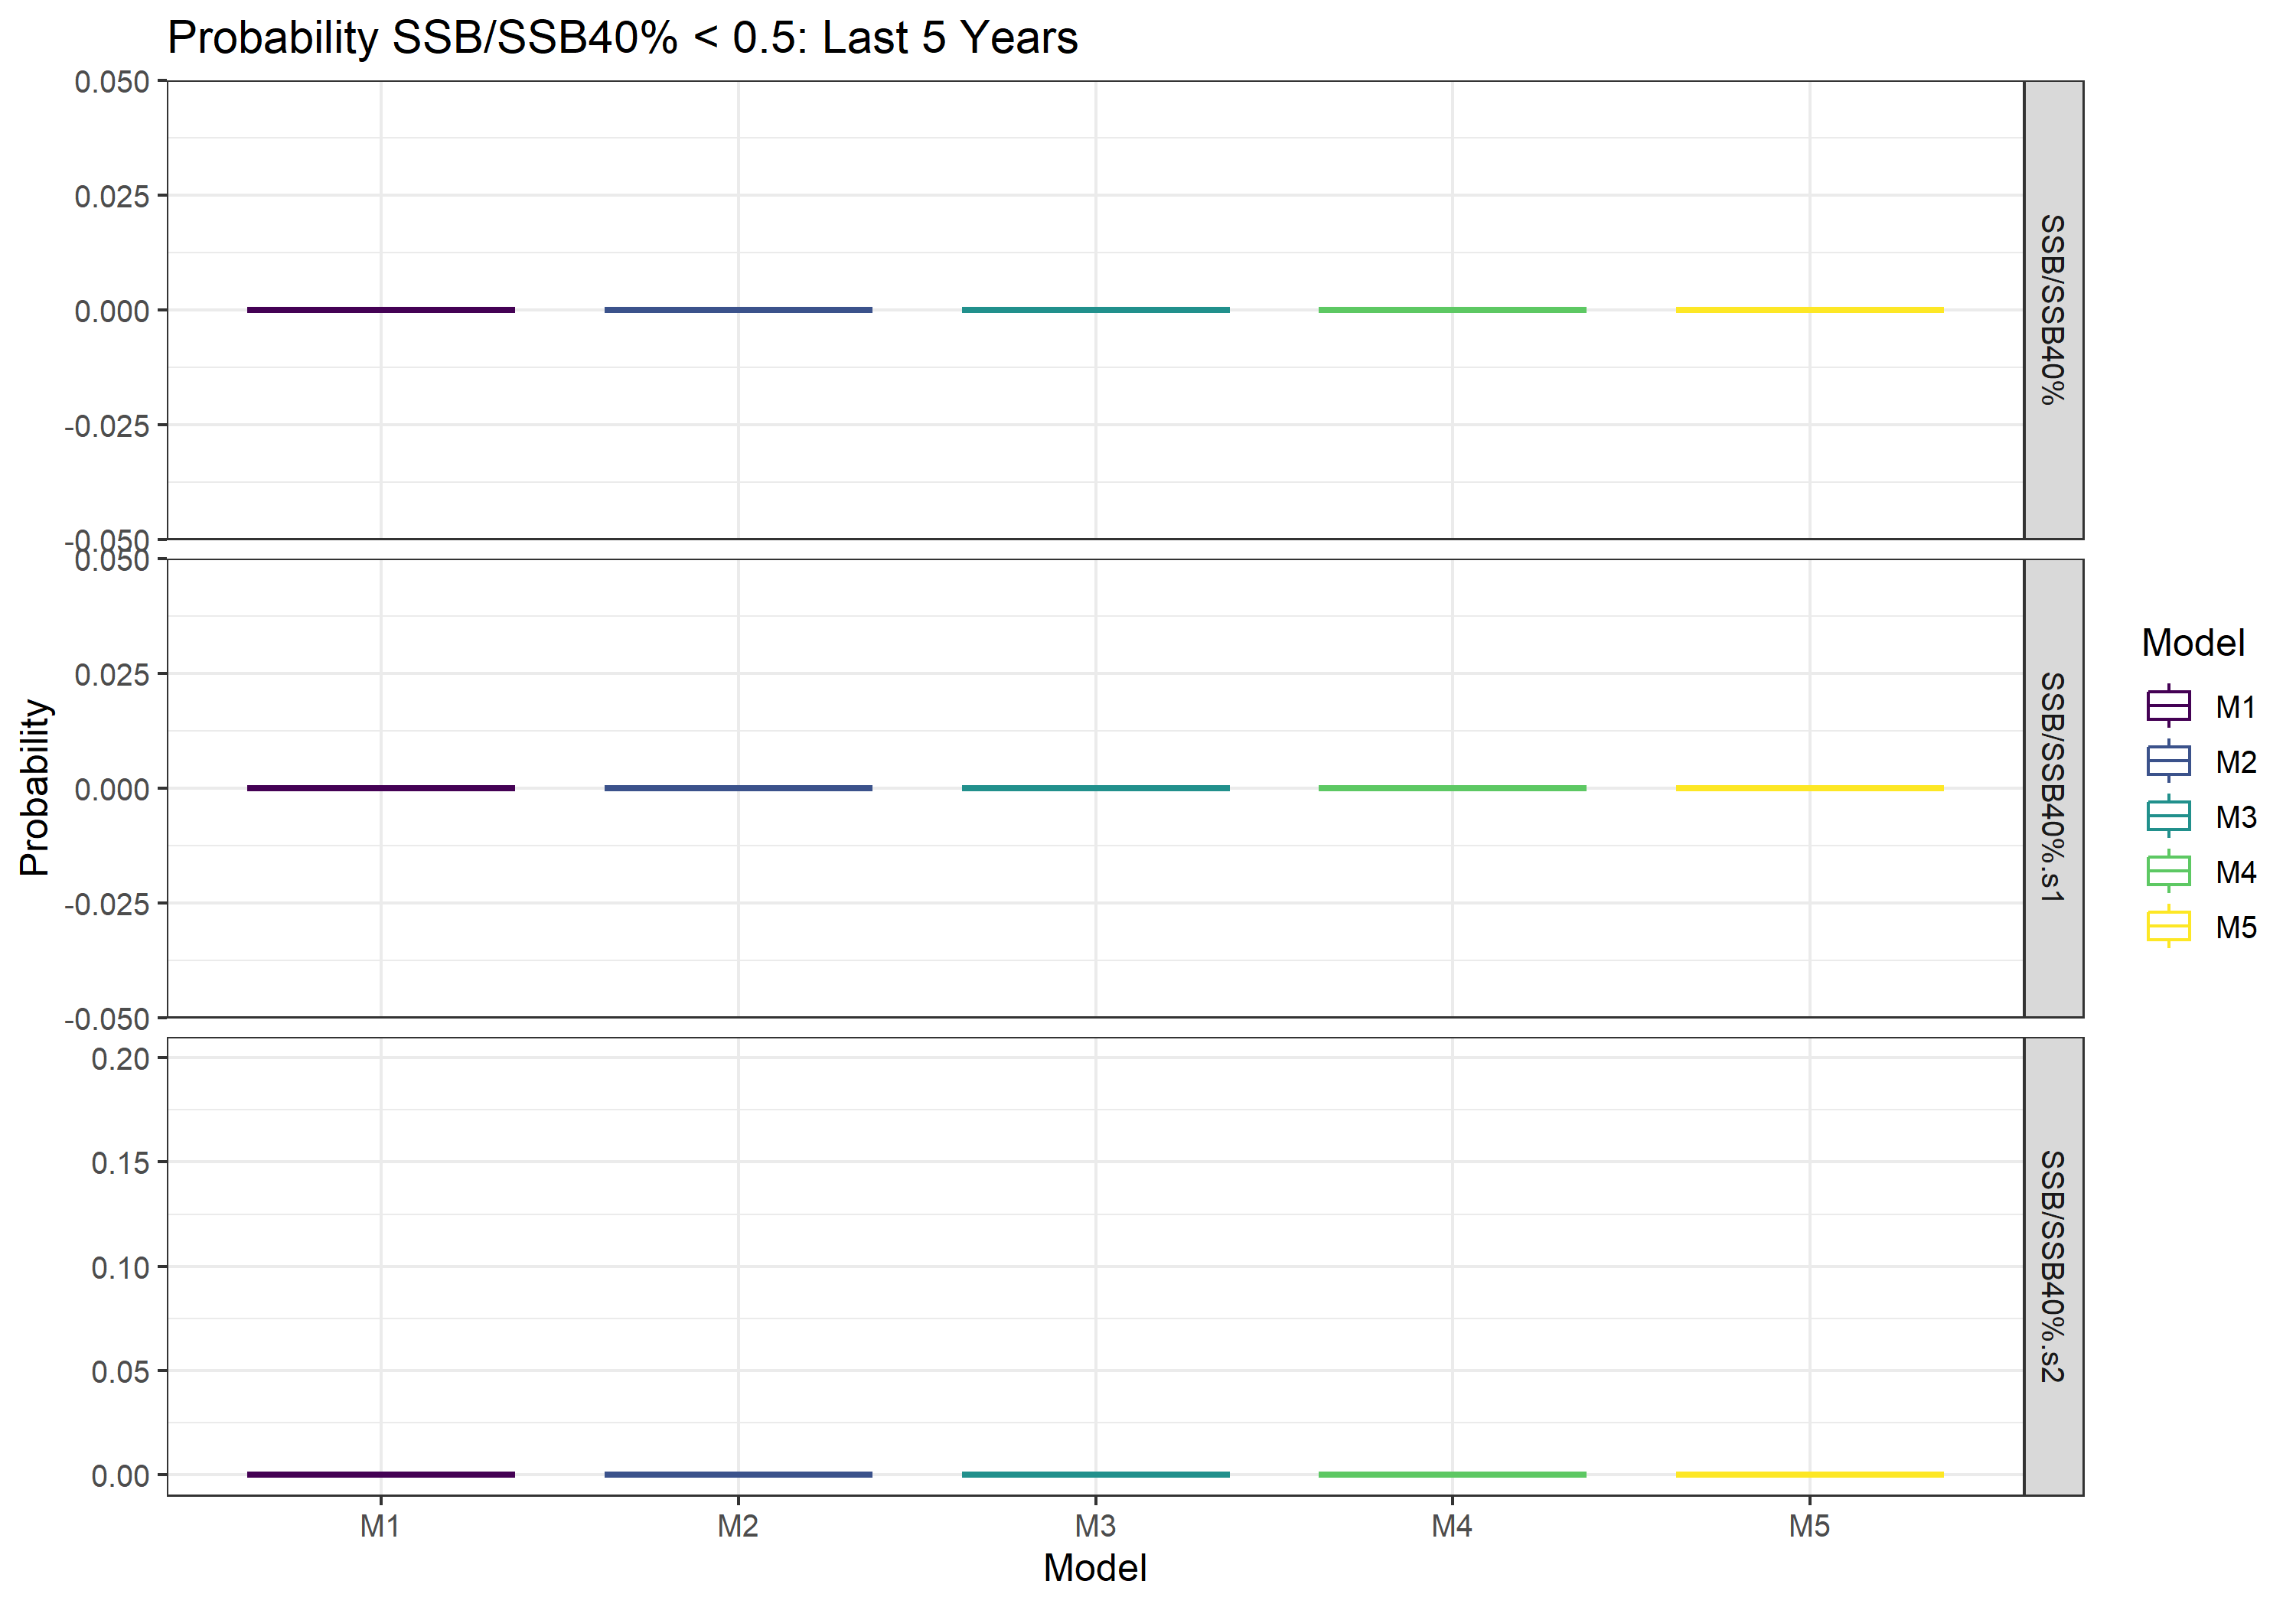 Probability SSB/SSB40% < 0.5: Last 5 Years
0.050
0.025
0.000
-0.025
-0.050
SSB/SSB40%
0.050
0.025
0.000
-0.025
-0.050
SSB/SSB40%.s1
0.20
0.15
0.10
0.05
0.00
SSB/SSB40%.s2
Probability
M1 M2 M3 M4 M5
Model
Model
M1
M2
M3
M4
M5